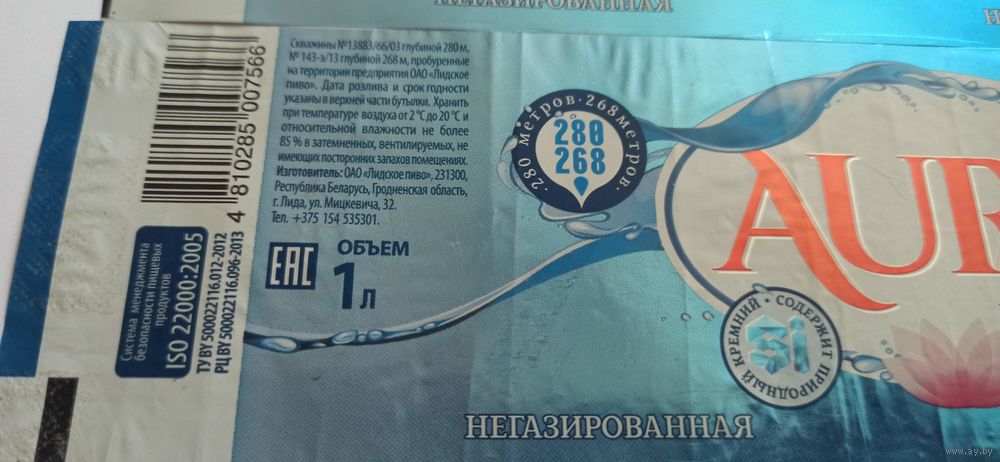 НЕГАЗИРОВАННАЯ
Н
4 810285 007566
Скважины №13883/66/03 глубиной 280 м,
№ 143-з/13 глубиной 268 м, пробуренные
на территории предприятия ОАО «Лидское
пиво». Дата розлива и срок годности
указаны в верхней части бутылки. Хранить
при температуре воздуха от 2 °С до 20 °С и
относительной влажности не более
85 % в затемненных, вентилируемых, не
имеющих посторонних запахов помещениях.
Изготовитель: ОАО «Лидское пиво», 231300,
Республика Беларусь, Гродненская область,
г. Лида, ул. Мицкевича, 32.
Тел. +375 154 535301.
Система менеджмента
безопасности пищевых
продуктов
ISO 22000:2005
ТУ BY 500022116.012-2012
РЦ BY 500022116.096-2013
ЕАС
ОБЪЕМ
1 л
280 метров · 268 метров ·
280
268
AUR
СОДЕРЖИТ ПРИРОДНЫЙ КРЕМНИЙ ·
Si
НЕГАЗИРОВАННАЯ
www.ay.by